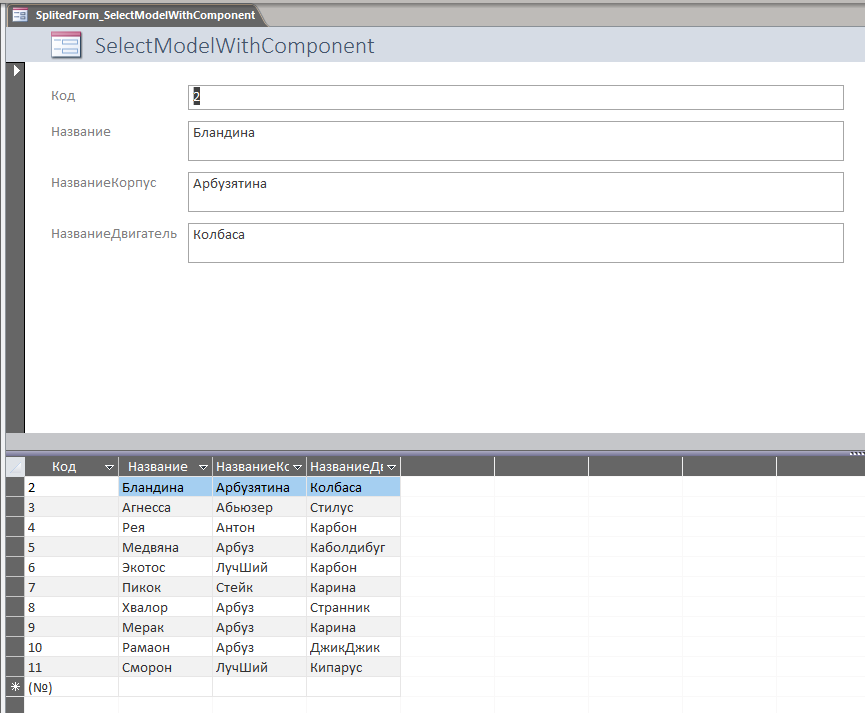 SplitedForm_SelectModelWithComponent
SelectModelWithComponent
Код 2
Название Бландина
НазваниеКорпус Арбузятина
НазваниеДвигатель Колбаса
Код Название НазваниеКс НазваниеДв
2 Бландина Арбузятина Колбаса
3 Агнесса Абьюзер Стилус
4 Рея Антон Карбон
5 Медвяна Арбуз Каболдибуг
6 Экотос ЛучШий Карбон
7 Пикок Стейк Карина
8 Хвалор Арбуз Странник
9 Мерак Арбуз Карина
10 Рамаон Арбуз ДжикДжик
11 Сморон ЛучШий Кипарус
(№)